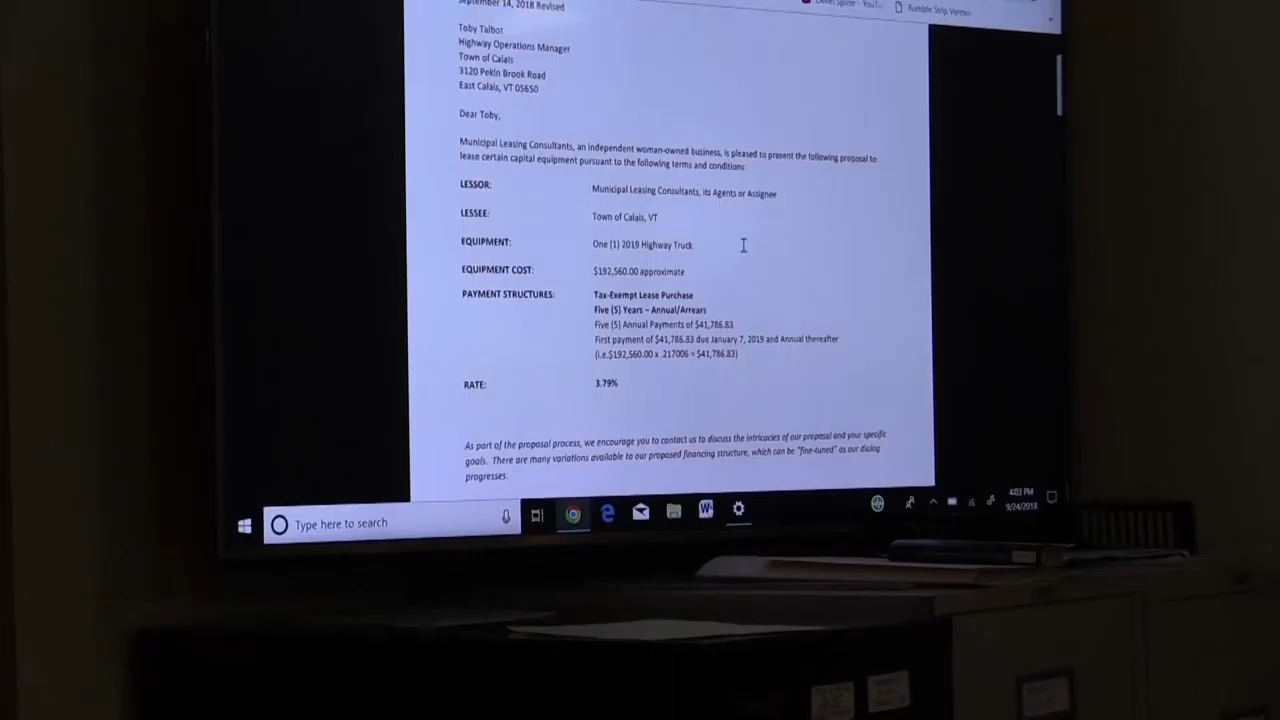 September 14, 2018 Revised
Toby Talbot
Highway Operations Manager
Town of Calais
3120 Pekin Brook Road
East Calais, VT 05650
Dear Toby,
Municipal Leasing Consultants, an independent woman-owned business, is pleased to present the following proposal to
lease certain capital equipment pursuant to the following terms and conditions:
LESSOR: Municipal Leasing Consultants, its Agents or Assignee
LESSEE: Town of Calais, VT
EQUIPMENT: One (1) 2019 Highway Truck
EQUIPMENT COST: $192,560.00 approximate
PAYMENT STRUCTURES: Tax-Exempt Lease Purchase
Five (5) Years – Annual/Arrears
Five (5) Annual Payments of $41,786.83
First payment of $41,786.83 due January 7, 2019 and Annual thereafter
(i.e.$192,560.00 x .217006 = $41,786.83)
RATE: 3.79%
As part of the proposal process, we encourage you to contact us to discuss the intricacies of our proposal and your specific
goals. There are many variations available to our proposed financing structure, which can be "fine-tuned" as our dialog
progresses.
Type here to search
4:03 PM
9/24/2018